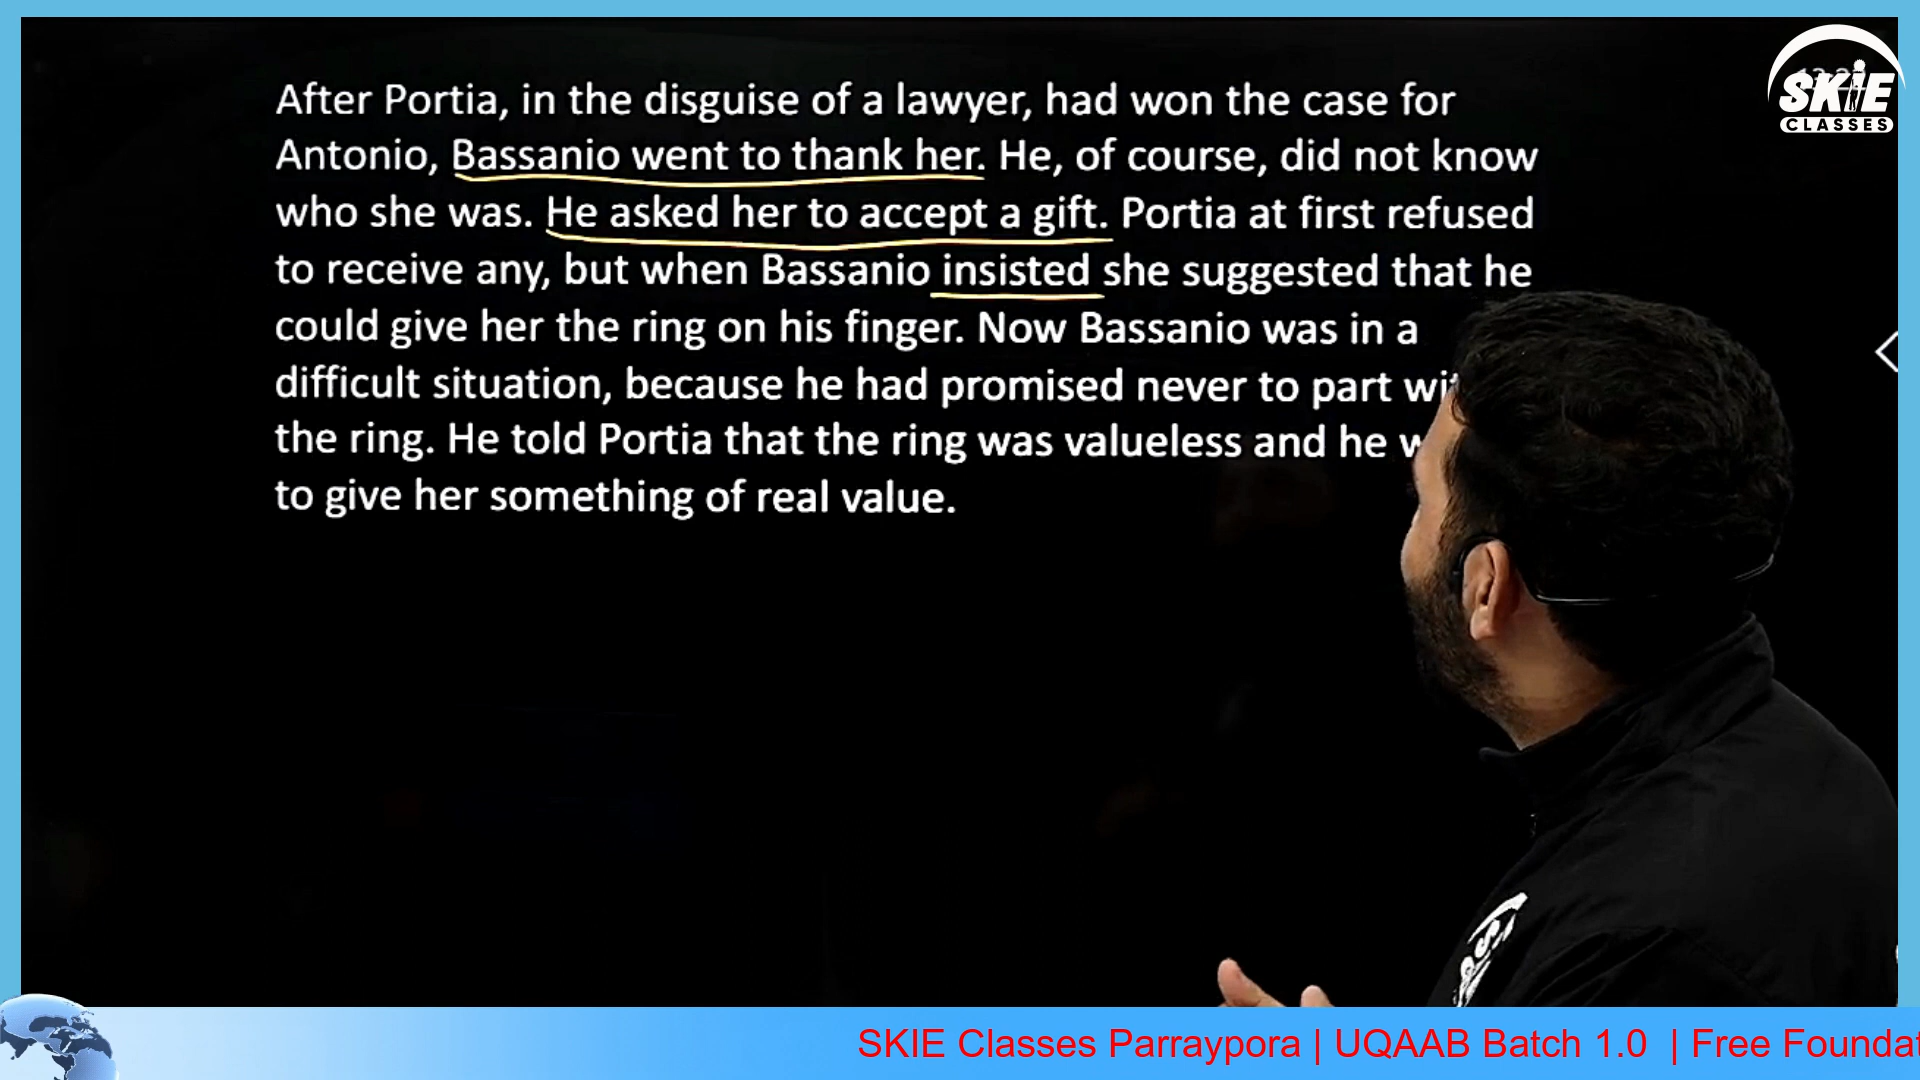 After Portia, in the disguise of a lawyer, had won the case for
Antonio, Bassanio went to thank her. He, of course, did not know
who she was. He asked her to accept a gift. Portia at first refused
to receive any, but when Bassanio insisted she suggested that he
could give her the ring on his finger. Now Bassanio was in a
difficult situation, because he had promised never to part
the ring. He told Portia that the ring was valueless and he
to give her something of real value.
SKIE
CLASSES
SKIE Classes Parraypora | UQAAB Batch 1.0 | Free